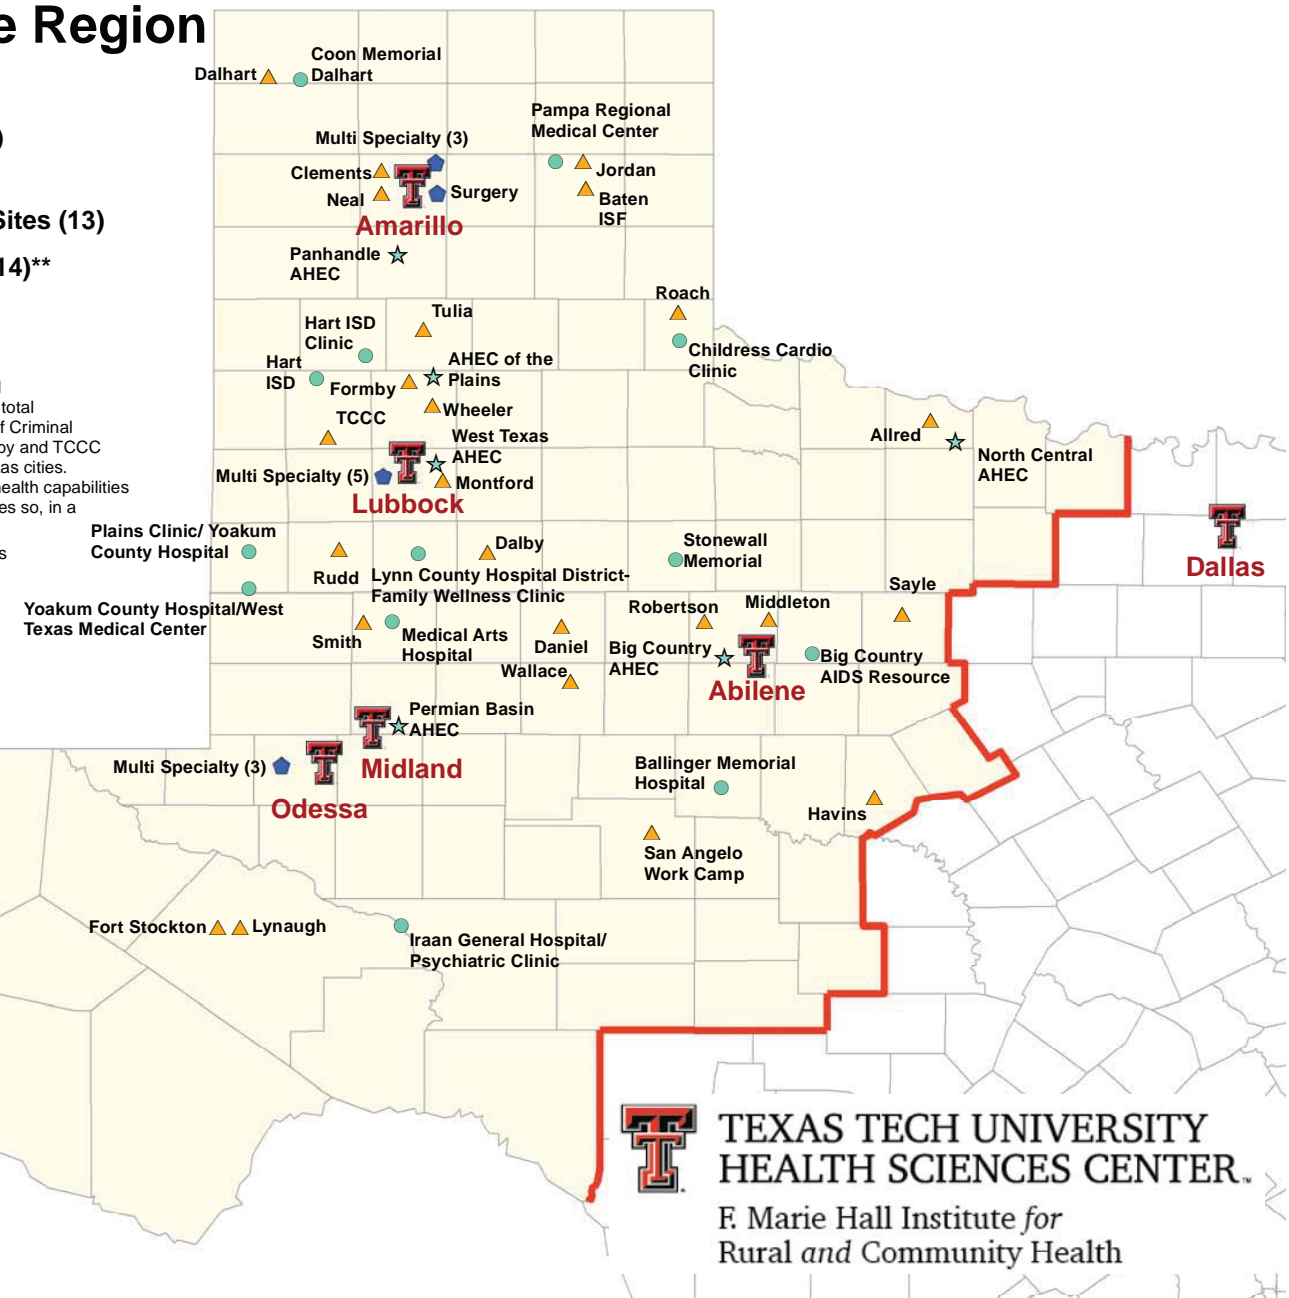 e Region
)
Sites (13)
14)**
l
total
f Criminal
by and TCCC
as cities.
health capabilities
es so, in a
s
Coon Memorial
Dalhart
Dalhart
Pampa Regional
Medical Center
Multi Specialty (3)
Clements
Neal
Surgery
Jordan
Baten
ISF
Amarillo
Panhandle
AHEC
Roach
Tulia
Hart ISD
Clinic
Childress Cardio
Clinic
Hart
ISD
AHEC of the
Plains
Formby
Wheeler
TCCC
West Texas
AHEC
Allred
North Central
AHEC
Multi Specialty (5)
Montford
Lubbock
Plains Clinic/ Yoakum
County Hospital
Rudd
Lynn County Hospital District-
Family Wellness Clinic
Dalby
Stonewall
Memorial
Dallas
Sayle
Yoakum County Hospital/West
Texas Medical Center
Smith
Medical Arts
Hospital
Daniel
Robertson
Middleton
Big Country
AHEC
Big Country
AIDS Resource
Wallace
Abilene
Permian Basin
AHEC
Multi Specialty (3)
Midland
Odessa
Ballinger Memorial
Hospital
Havins
San Angelo
Work Camp
Fort Stockton
Lynaugh
Iraan General Hospital/
Psychiatric Clinic
TEXAS TECH UNIVERSITY
HEALTH SCIENCES CENTER™
F. Marie Hall Institute for
Rural and Community Health